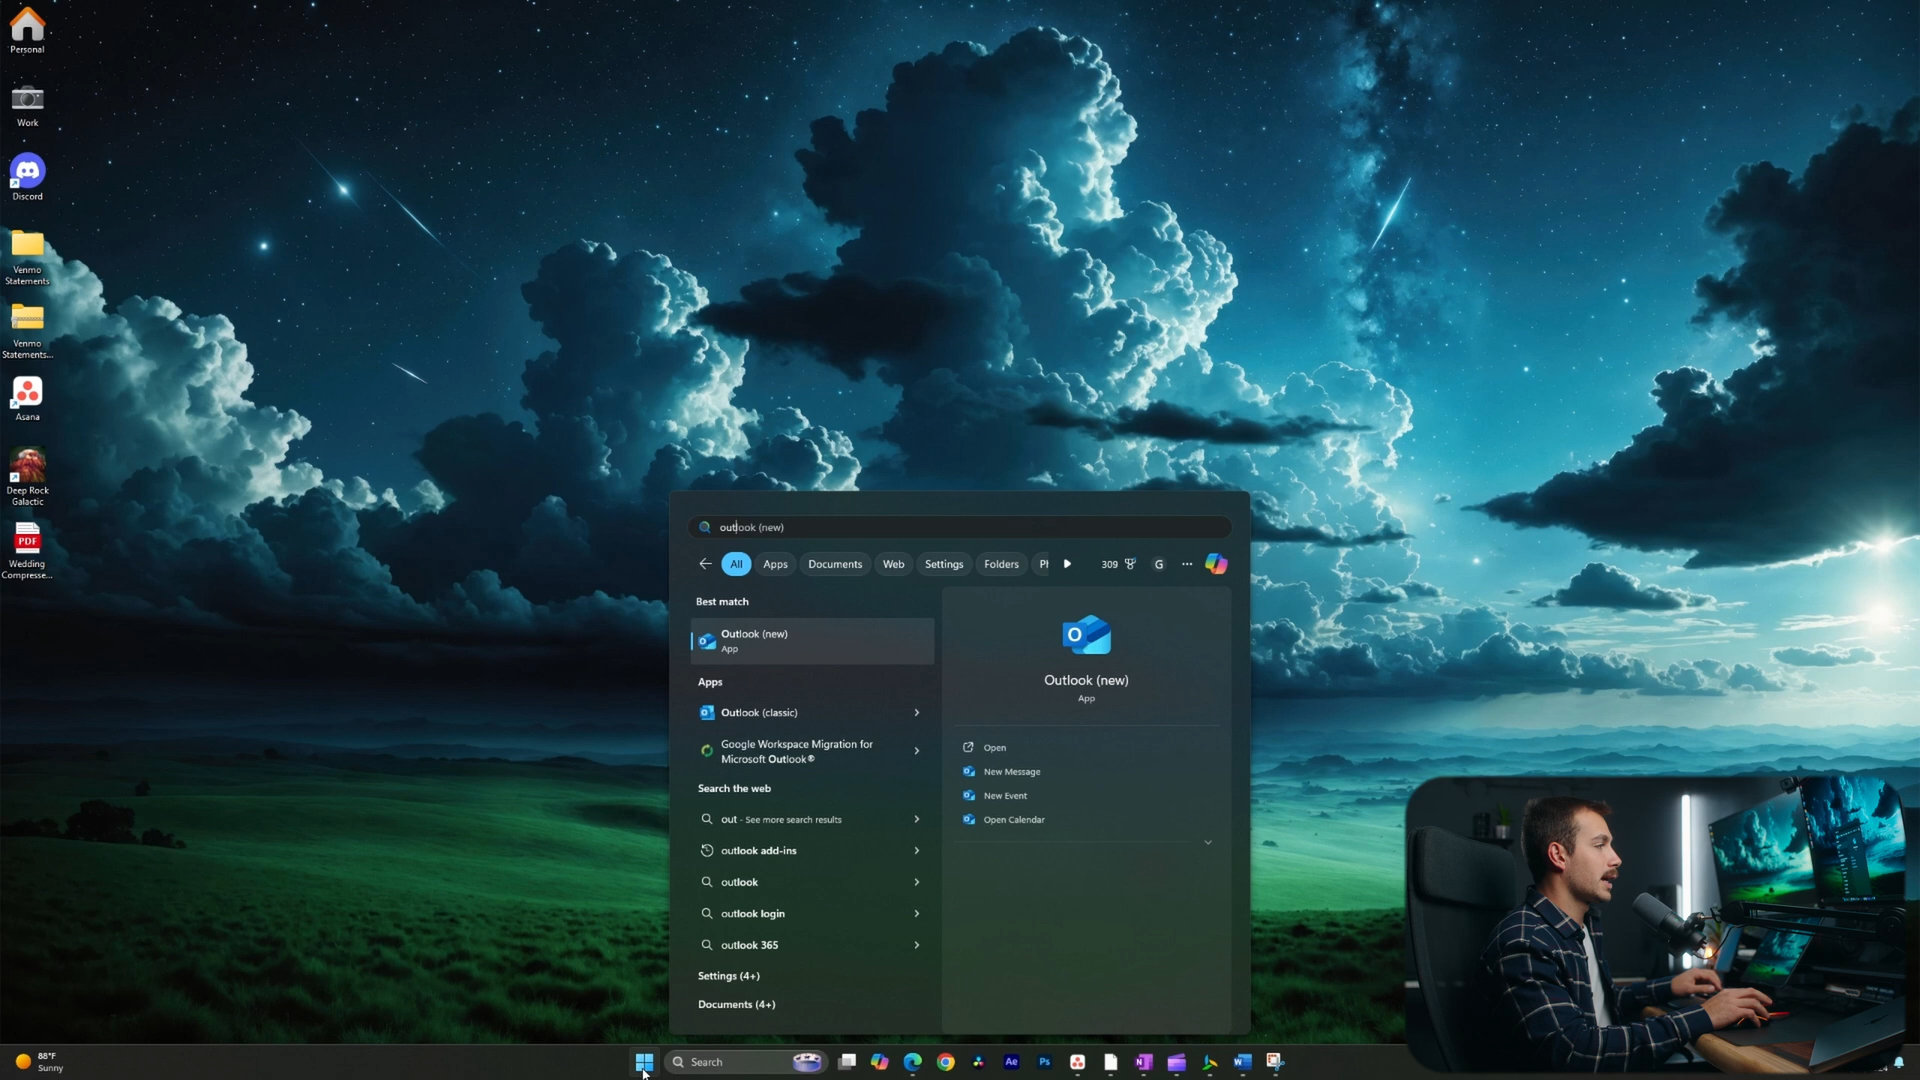 Personal
Work
Discord
Venmo
Statements
Venmo
Statements...
Asana
Deep Rock
Galactic
PDF
Wedding
Compresse...
outlook (new)
All
Apps
Documents
Web
Settings
Folders
309
G
Best match
Outlook (new)
App
Apps
Outlook (classic)
Google Workspace Migration for
Microsoft Outlook®
Search the web
out - See more search results
outlook add-ins
outlook
outlook login
outlook 365
Settings (4+)
Documents (4+)
O
Outlook (new)
App
Open
New Message
New Event
Open Calendar
88°F
Sunny
Search
Ae
Ps
N
W